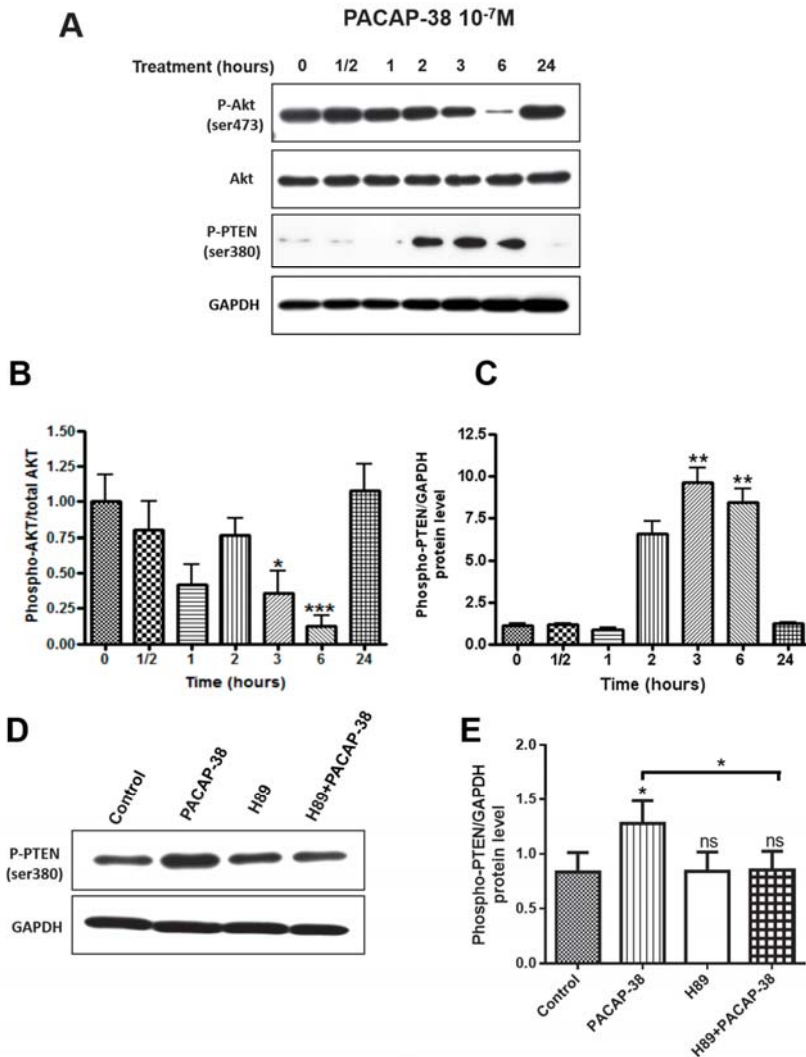 A
PACAP-38 10-7M
Treatment (hours) 0 1/2 1 2 3 6 24
P-Akt
(ser473)
Akt
P-PTEN
(ser380)
GAPDH
B
Phospho-AKT/total AKT
1.50
1.25
1.00
0.75
0.50
0.25
0.00
*
***
0 1/2 1 2 3 6 24
Time (hours)
C
Phospho-PTEN/GAPDH
protein level
12.5
10.0
7.5
5.0
2.5
0.0
** **
0 1/2 1 2 3 6 24
Time (hours)
D
Control PACAP-38 H89 H89+PACAP-38
P-PTEN
(ser380)
GAPDH
E
Phospho-PTEN/GAPDH
protein level
2.0
1.5
1.0
0.5
0.0
*
* ns ns
Control PACAP-38 H89 H89+PACAP-38